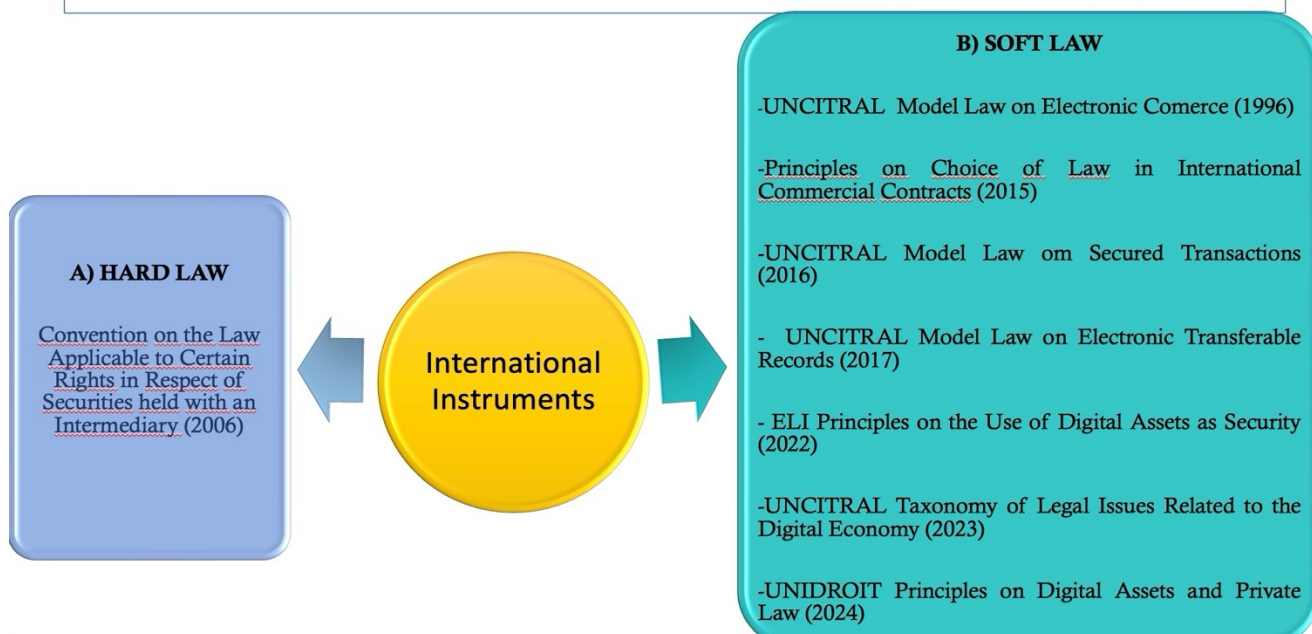 A) HARD LAW
Convention on the Law
Applicable to Certain
Rights in Respect of
Securities held with an
Intermediary (2006)
International
Instruments
B) SOFT LAW
-UNCITRAL Model Law on Electronic Comerce (1996)
-Principles on Choice of Law in International
Commercial Contracts (2015)
-UNCITRAL Model Law om Secured Transactions
(2016)
- UNCITRAL Model Law on Electronic Transferable
Records (2017)
- ELI Principles on the Use of Digital Assets as Security
(2022)
-UNCITRAL Taxonomy of Legal Issues Related to the
Digital Economy (2023)
-UNIDROIT Principles on Digital Assets and Private
Law (2024)